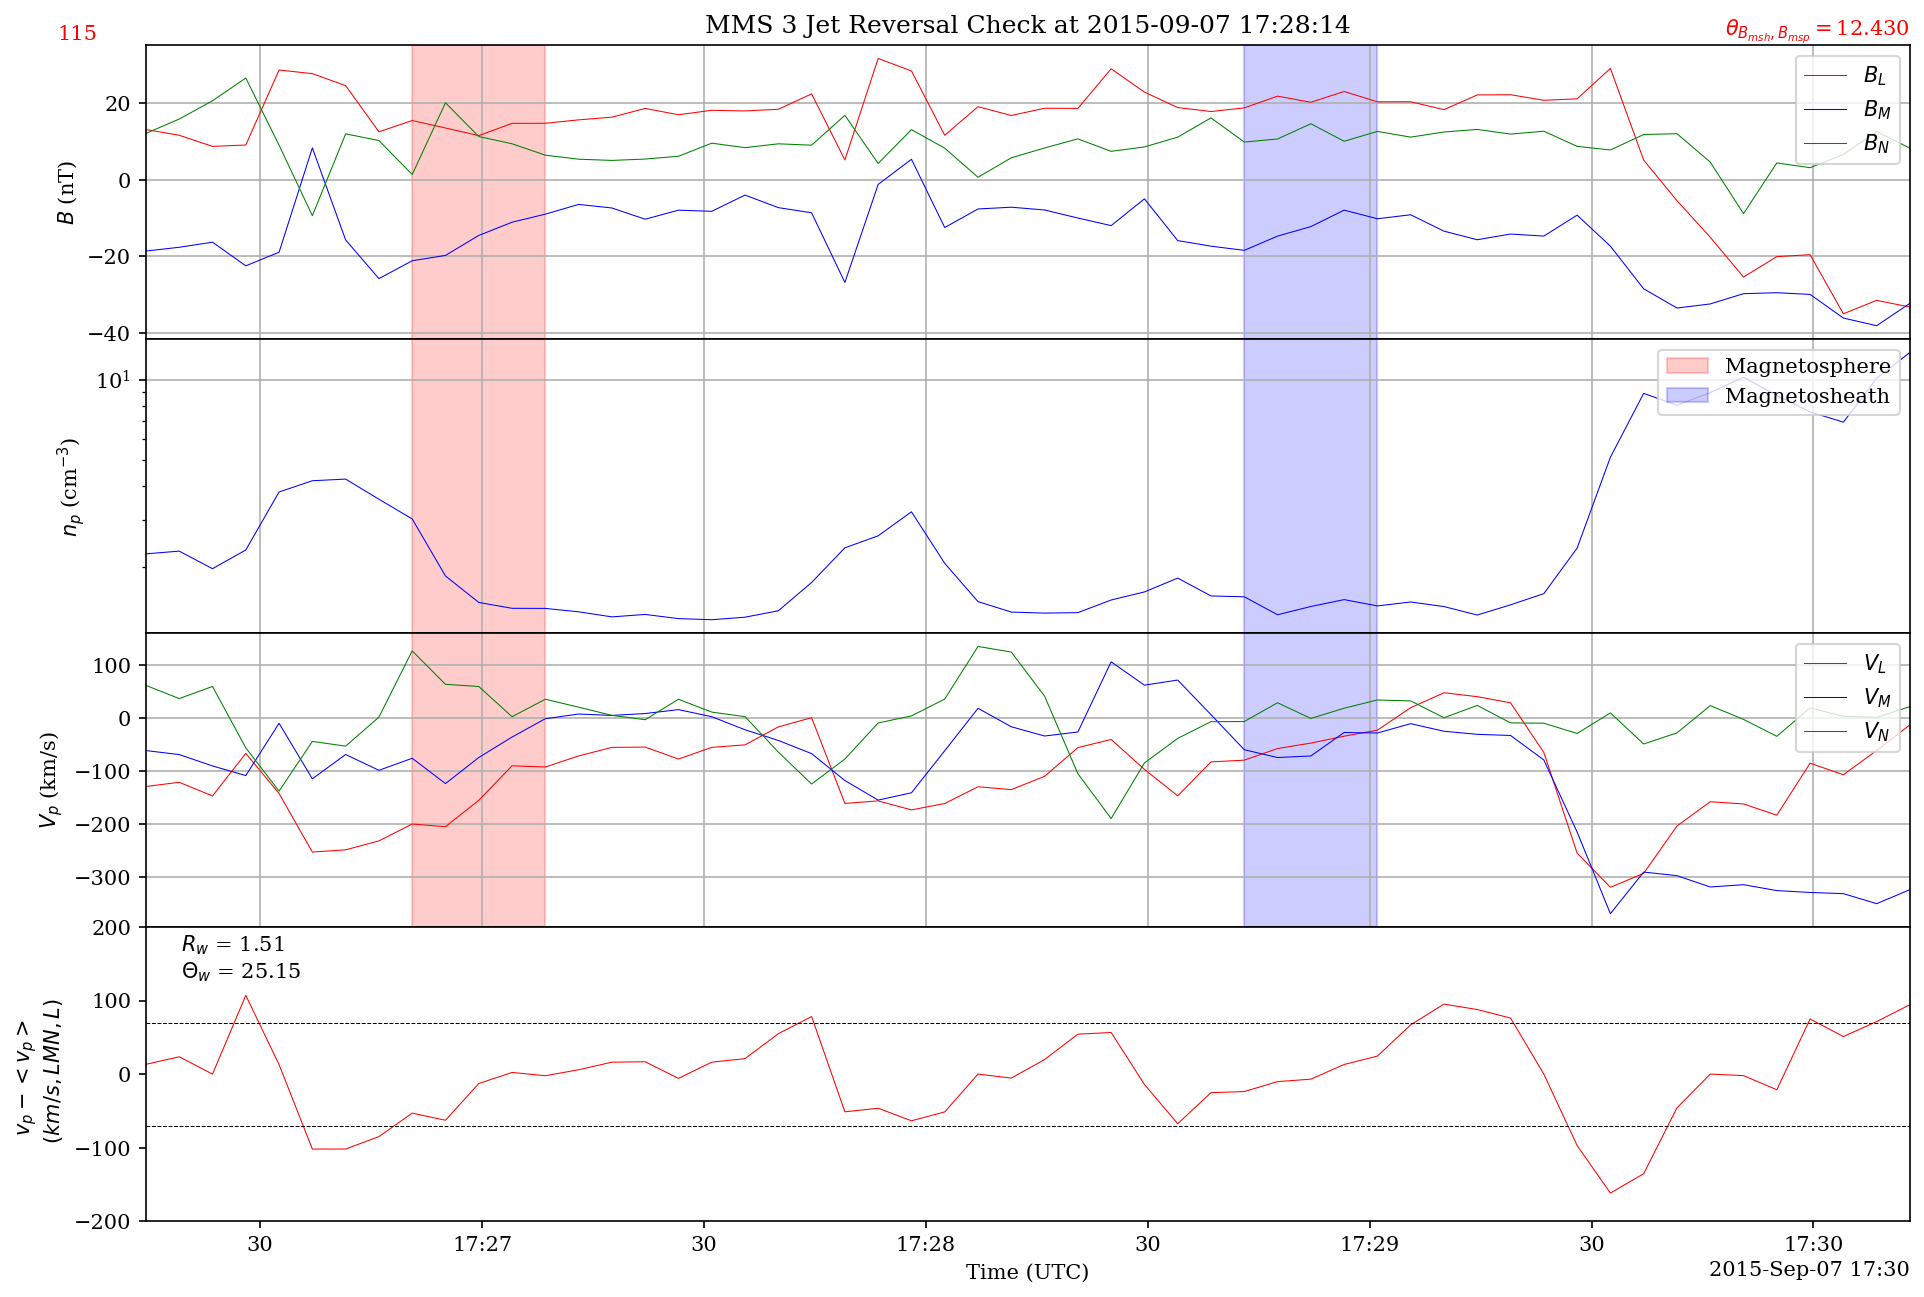 115
MMS 3 Jet Reversal Check at 2015-09-07 17:28:14
θ_{B_{msh}, B_{msp}} = 12.430
20
0
−20
−40
B (nT)
B_L
B_M
B_N
10^1
n_p (cm^{−3})
Magnetosphere
Magnetosheath
100
0
−100
−200
−300
V_p (km/s)
V_L
V_M
V_N
200
100
0
−100
−200
v_p − < v_p >
(km/s, LMN, L)
R_w = 1.51
Θ_w = 25.15
30
17:27
30
17:28
30
17:29
30
17:30
Time (UTC)
2015-Sep-07 17:30